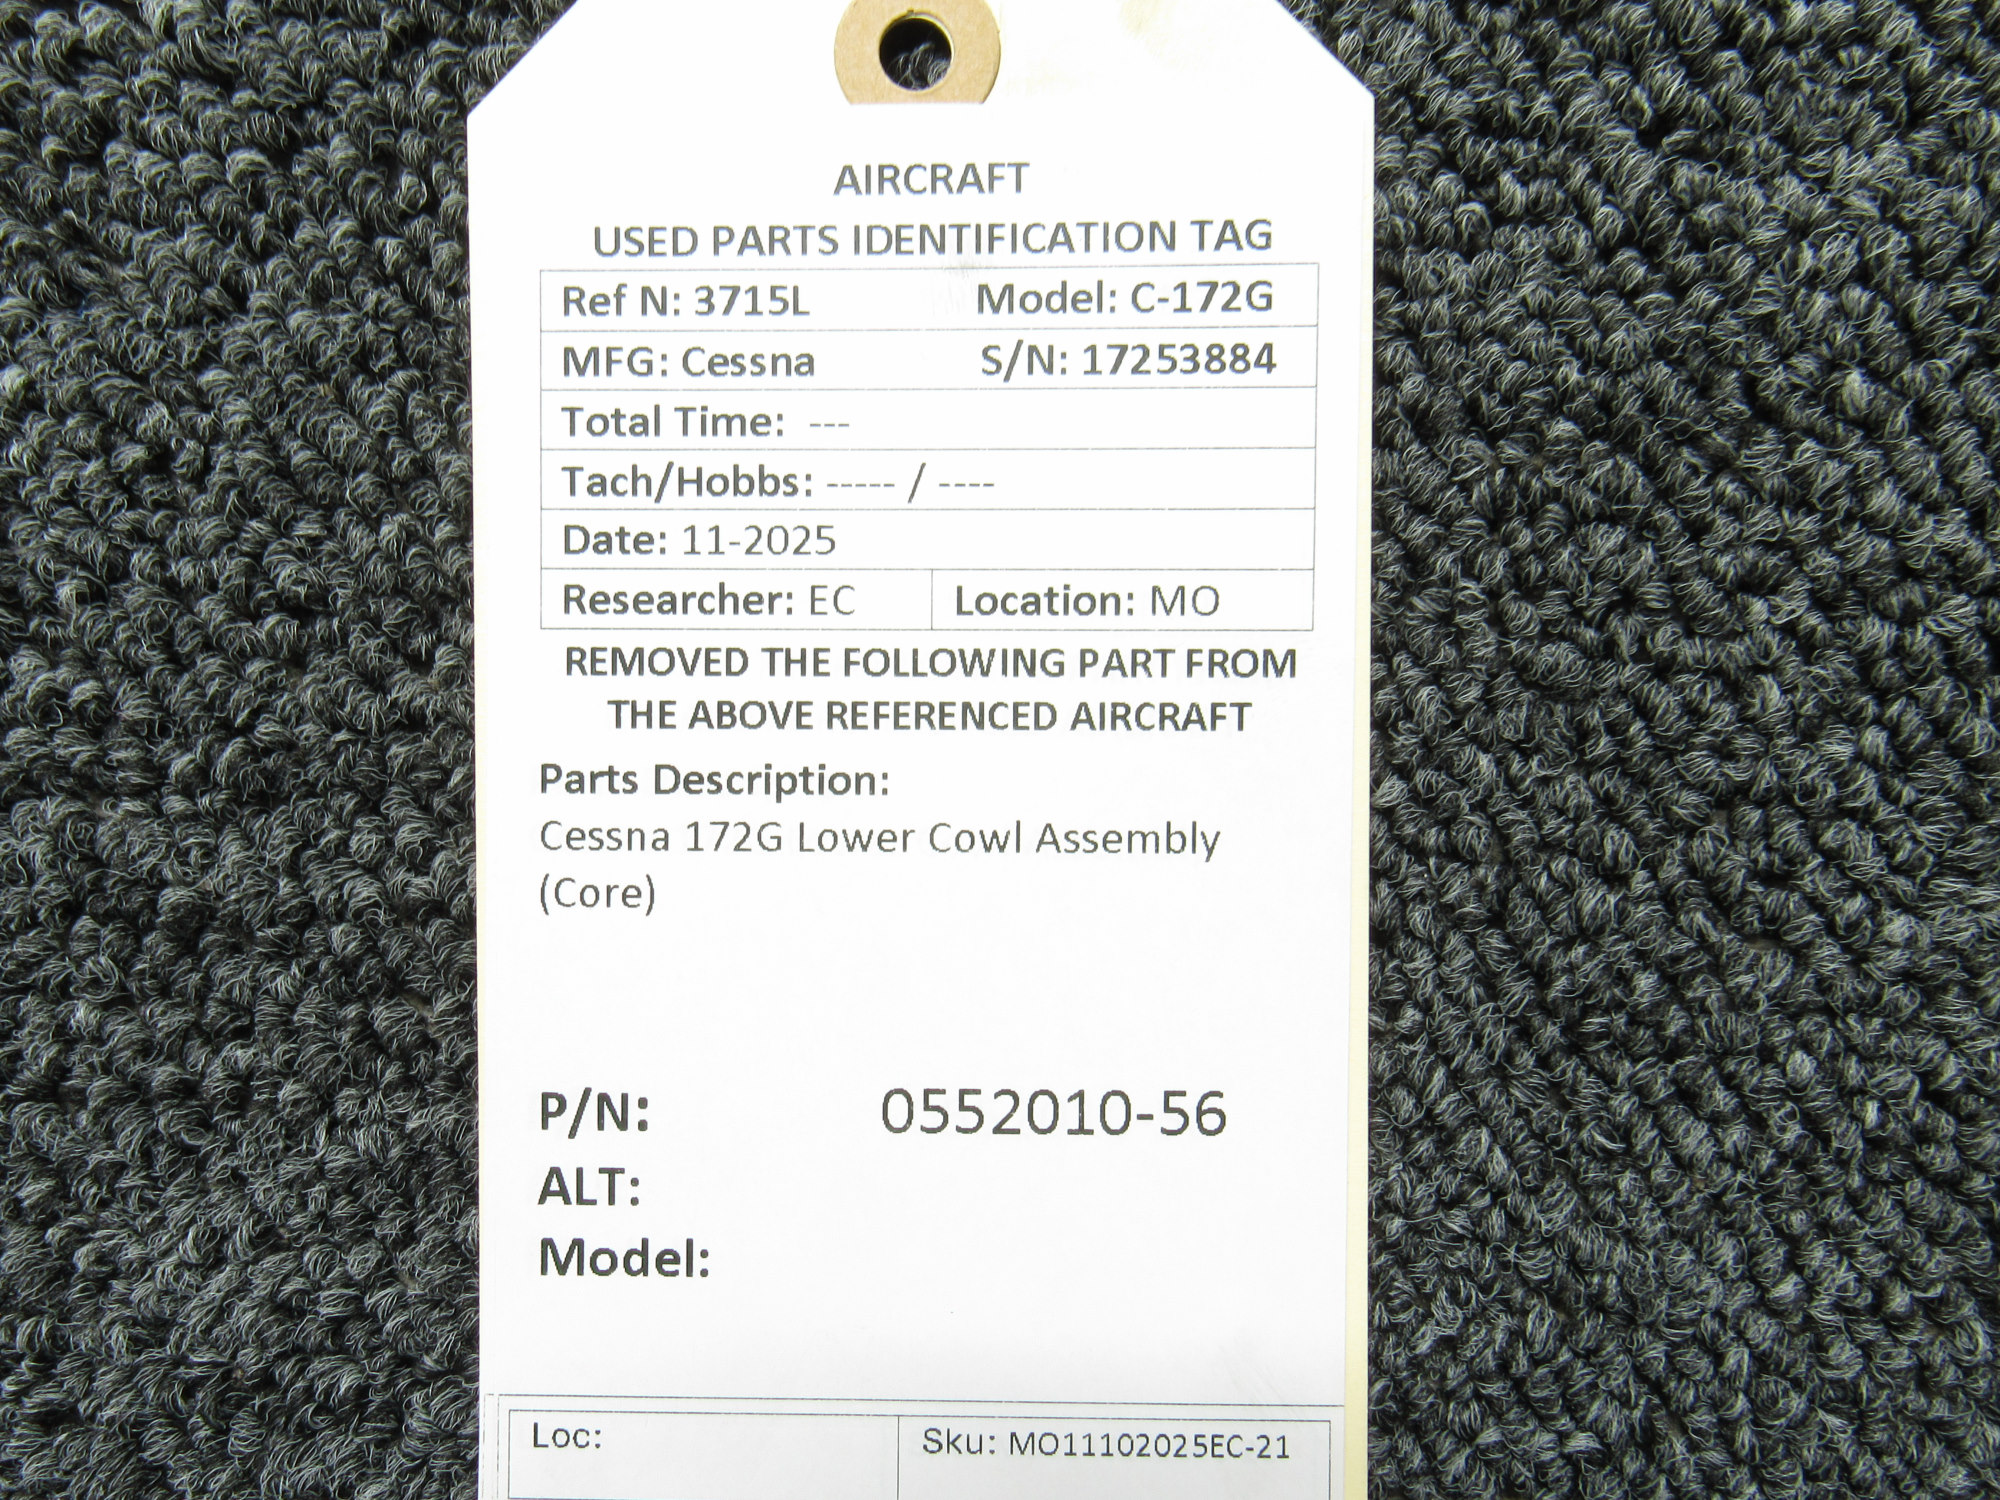 AIRCRAFT
USED PARTS IDENTIFICATION TAG
Ref N: 3715L Model: C-172G
MFG: Cessna S/N: 17253884
Total Time: ---
Tach/Hobbs: ----- / ----
Date: 11-2025
Researcher: EC Location: MO
REMOVED THE FOLLOWING PART FROM
THE ABOVE REFERENCED AIRCRAFT
Parts Description:
Cessna 172G Lower Cowl Assembly
(Core)
P/N: 0552010-56
ALT:
Model:
Loc: Sku: MO11102025EC-21